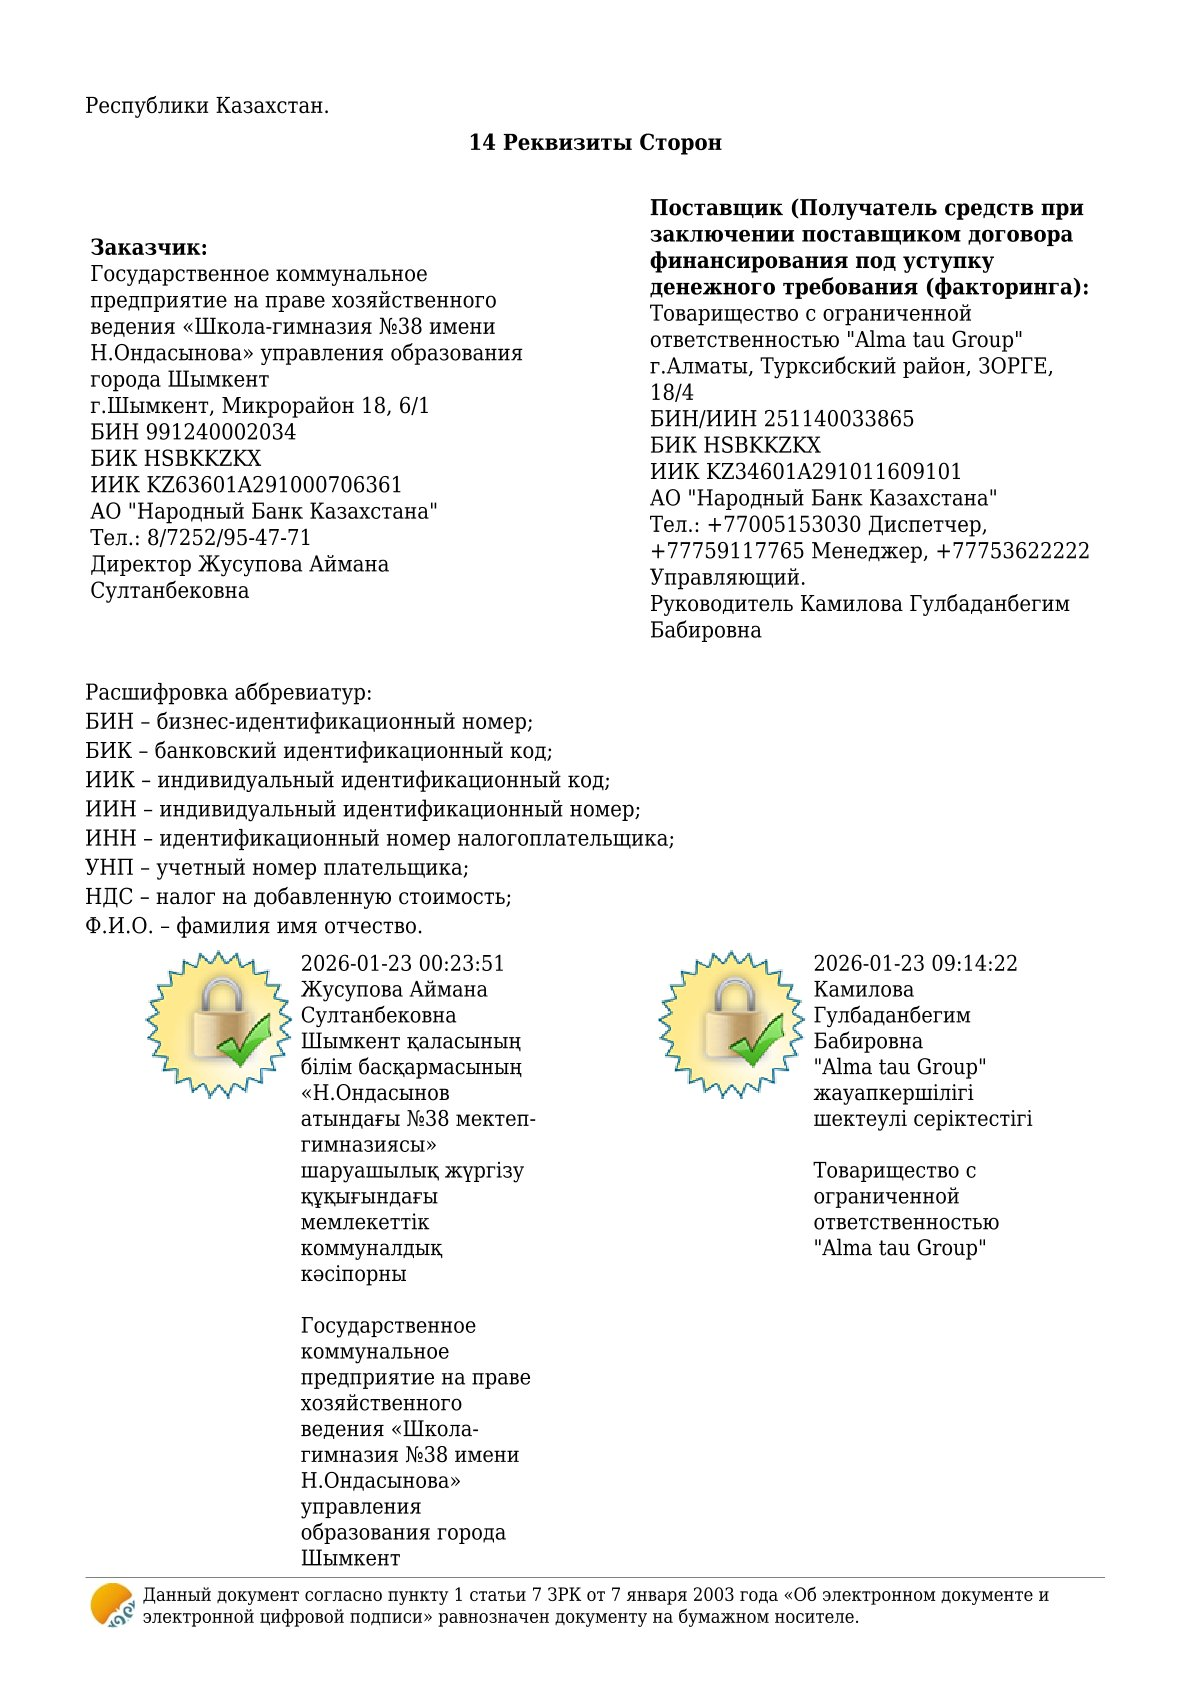 Республики Казахстан.
14 Реквизиты Сторон
Заказчик:
Государственное коммунальное
предприятие на праве хозяйственного
ведения «Школа-гимназия №38 имени
Н.Ондасынова» управления образования
города Шымкент
г.Шымкент, Микрорайон 18, 6/1
БИН 991240002034
БИК HSBKKZKX
ИИК KZ63601A291000706361
АО "Народный Банк Казахстана"
Тел.: 8/7252/95-47-71
Директор Жусупова Аймана
Султанбековна
Поставщик (Получатель средств при
заключении поставщиком договора
финансирования под уступку
денежного требования (факторинга):
Товарищество с ограниченной
ответственностью "Alma tau Group"
г.Алматы, Турксибский район, ЗОРГЕ,
18/4
БИН/ИИН 251140033865
БИК HSBKKZKX
ИИК KZ34601A291011609101
АО "Народный Банк Казахстана"
Тел.: +77005153030 Диспетчер,
+77759117765 Менеджер, +77753622222
Управляющий.
Руководитель Камилова Гулбаданбегим
Бабировна
Расшифровка аббревиатур:
БИН – бизнес-идентификационный номер;
БИК – банковский идентификационный код;
ИИК – индивидуальный идентификационный код;
ИИН – индивидуальный идентификационный номер;
ИНН – идентификационный номер налогоплательщика;
УНП – учетный номер плательщика;
НДС – налог на добавленную стоимость;
Ф.И.О. – фамилия имя отчество.
2026-01-23 00:23:51
Жусупова Аймана
Султанбековна
Шымкент қаласының
білім басқармасының
«Н.Ондасынов
атындағы №38 мектеп-
гимназиясы»
шаруашылық жүргізу
құқығындағы
мемлекеттік
коммуналдық
кәсіпорны
Государственное
коммунальное
предприятие на праве
хозяйственного
ведения «Школа-
гимназия №38 имени
Н.Ондасынова»
управления
образования города
Шымкент
2026-01-23 09:14:22
Камилова
Гулбаданбегим
Бабировна
"Alma tau Group"
жауапкершілігі
шектеулі серіктестігі
Товарищество с
ограниченной
ответственностью
"Alma tau Group"
Данный документ согласно пункту 1 статьи 7 ЗРК от 7 января 2003 года «Об электронном документе и
электронной цифровой подписи» равнозначен документу на бумажном носителе.